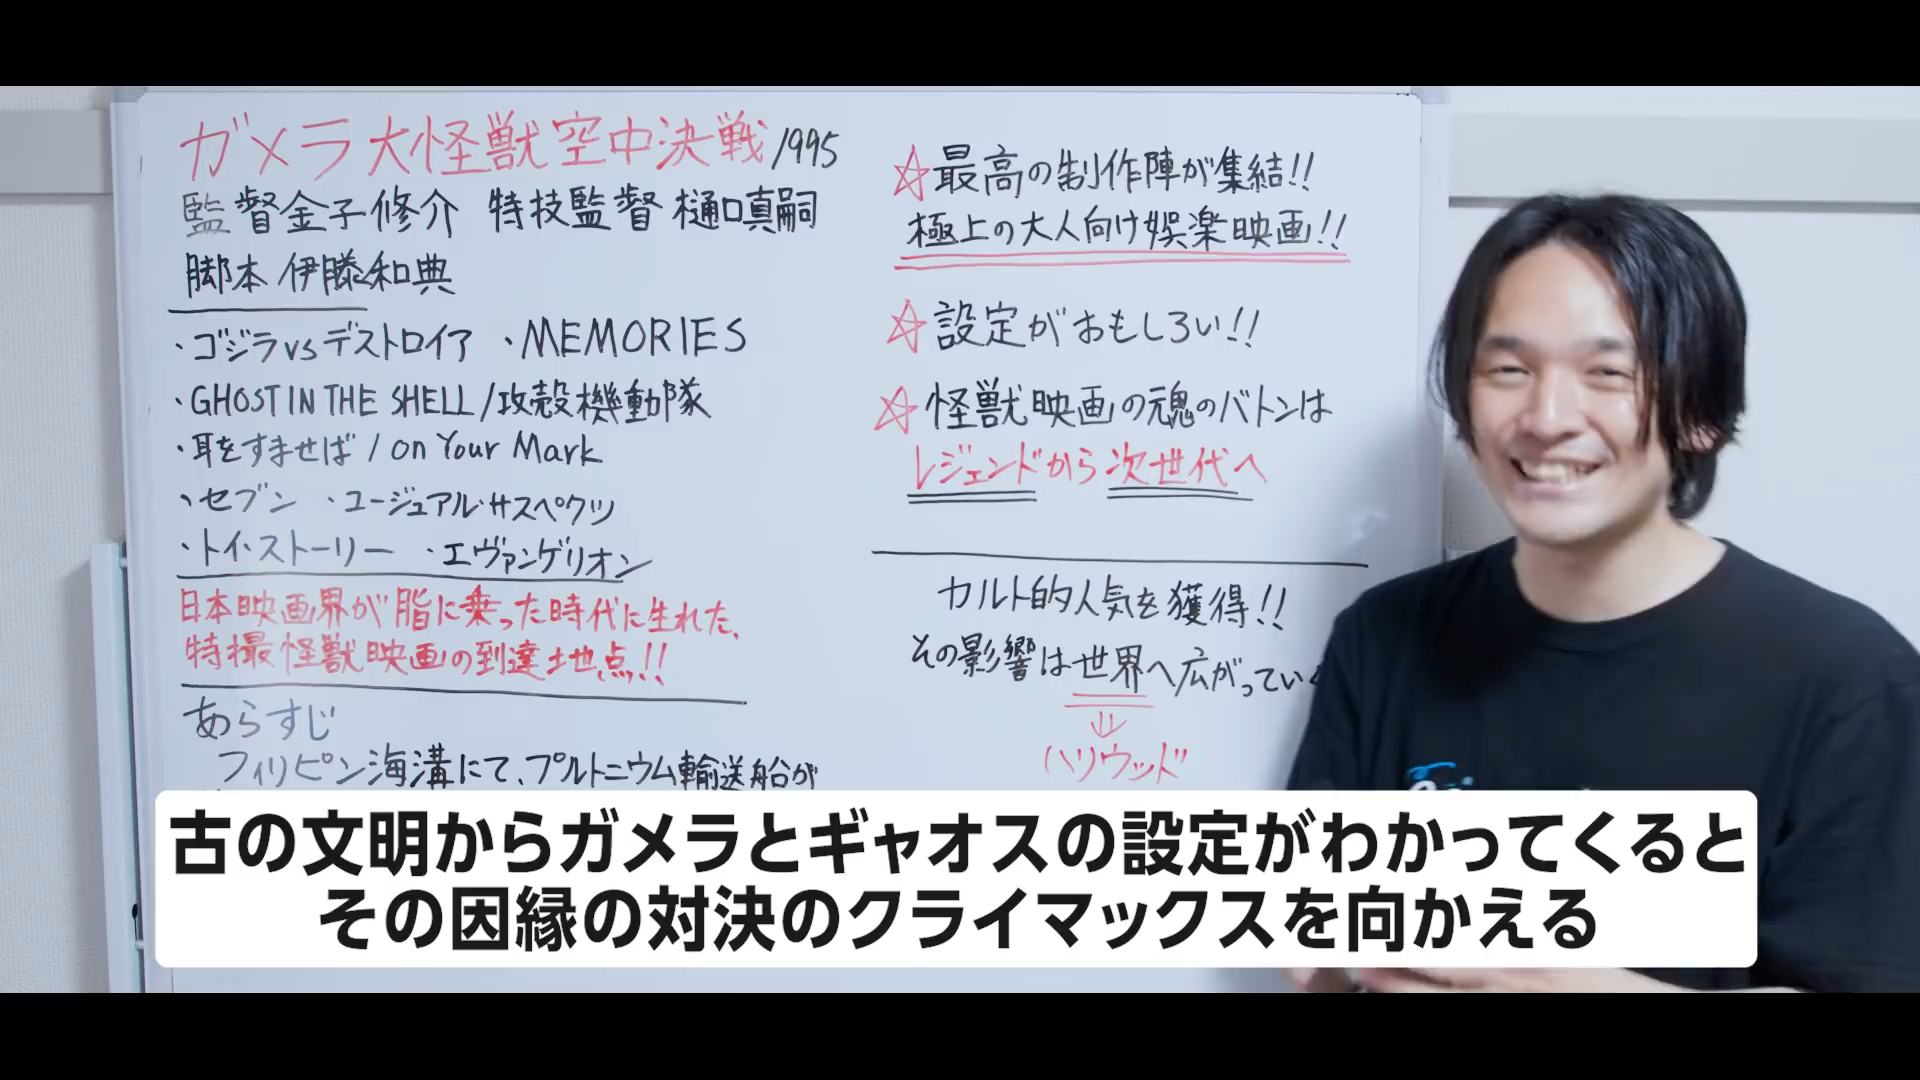 ガメラ大怪獣空中決戦/1995
監督金子修介 特技監督樋口真嗣
脚本 伊藤和典
・ゴジラvsデストロイア ・MEMORIES
・GHOST IN THE SHELL/攻殻機動隊
・耳をすませば/on Your Mark
・セブン ・ユージュアル・サスペクツ
・トイ・ストーリー ・エヴァンゲリオン
日本映画界が脂に乗った時代に生れた、
特撮怪獣映画の到達地点!!
あらすじ
フィリピン海溝にて、プルトニウム輸送船が
☆最高の制作陣が集結!!
極上の大人向け娯楽映画!!
☆設定がおもしろい!!
☆怪獣映画の魂のバトンは
レジェンドから次世代へ
カルト的人気を獲得!!
その影響は世界へ広がってい
↓
ハリウッド
古の文明からガメラとギャオスの設定がわかってくると
その因縁の対決のクライマックスを向かえる